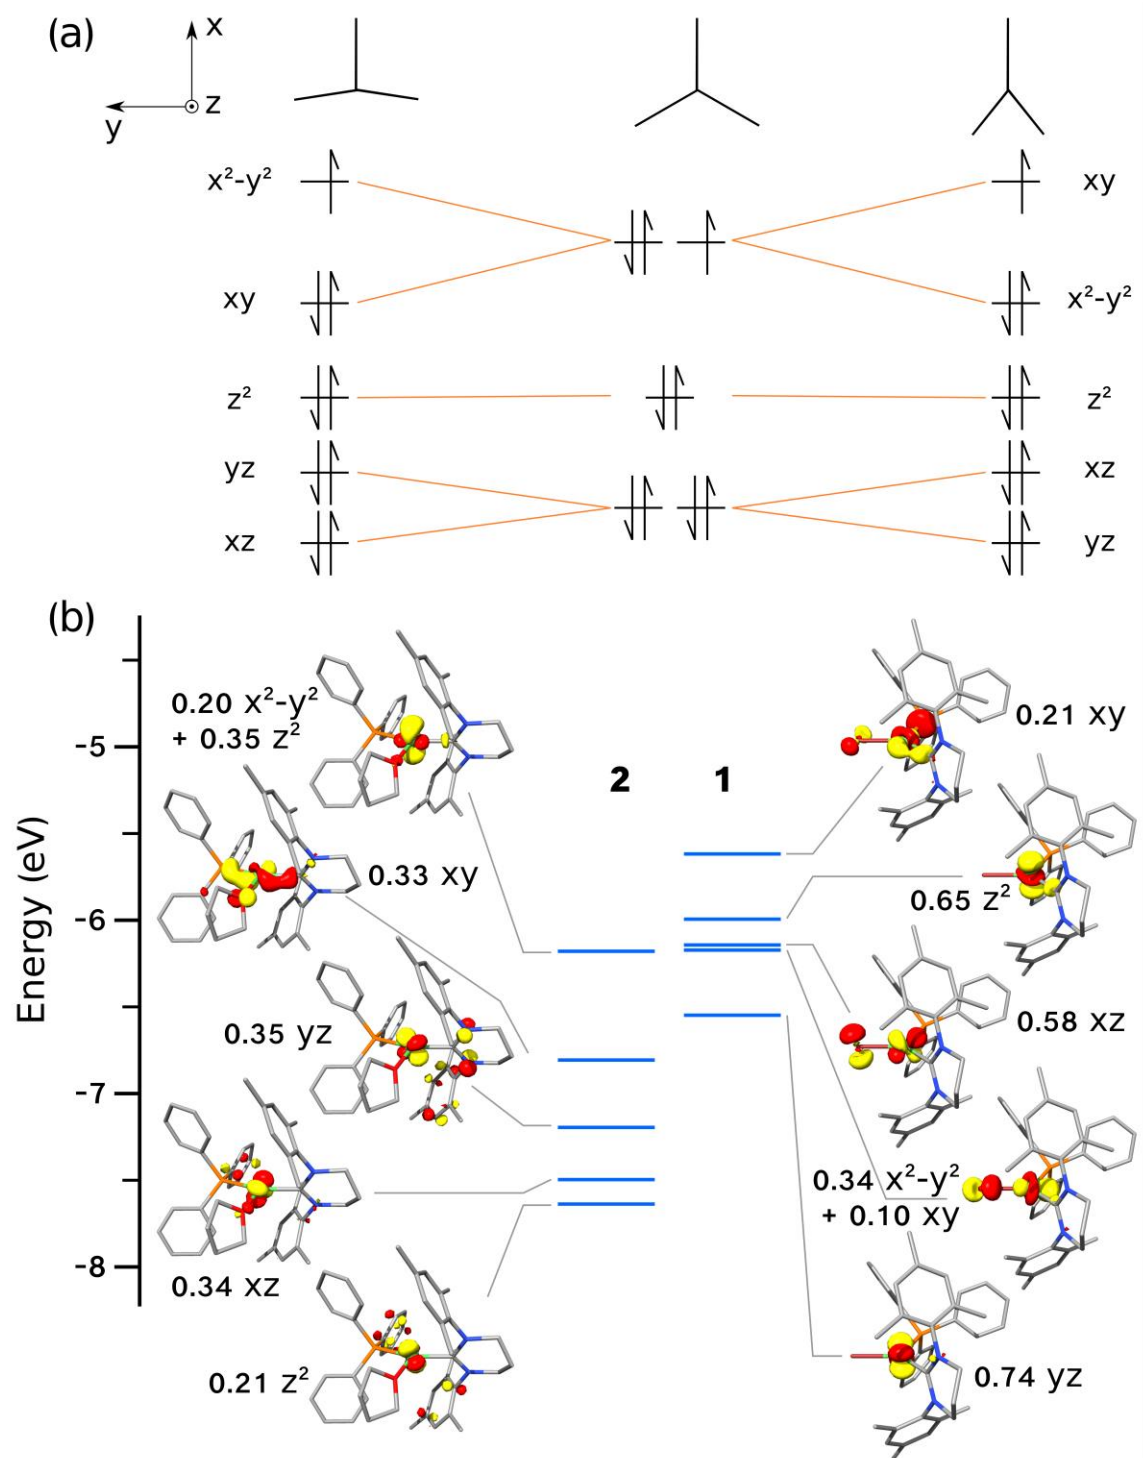 (a)
x
y
z
x²-y²
xy
z²
yz
xz
xy
x²-y²
z²
xz
yz
(b)
Energy (eV)
-5
-6
-7
-8
2
1
0.20 x²-y²
+ 0.35 z²
0.33 xy
0.35 yz
0.34 xz
0.21 z²
0.21 xy
0.65 z²
0.58 xz
0.34 x²-y²
+ 0.10 xy
0.74 yz